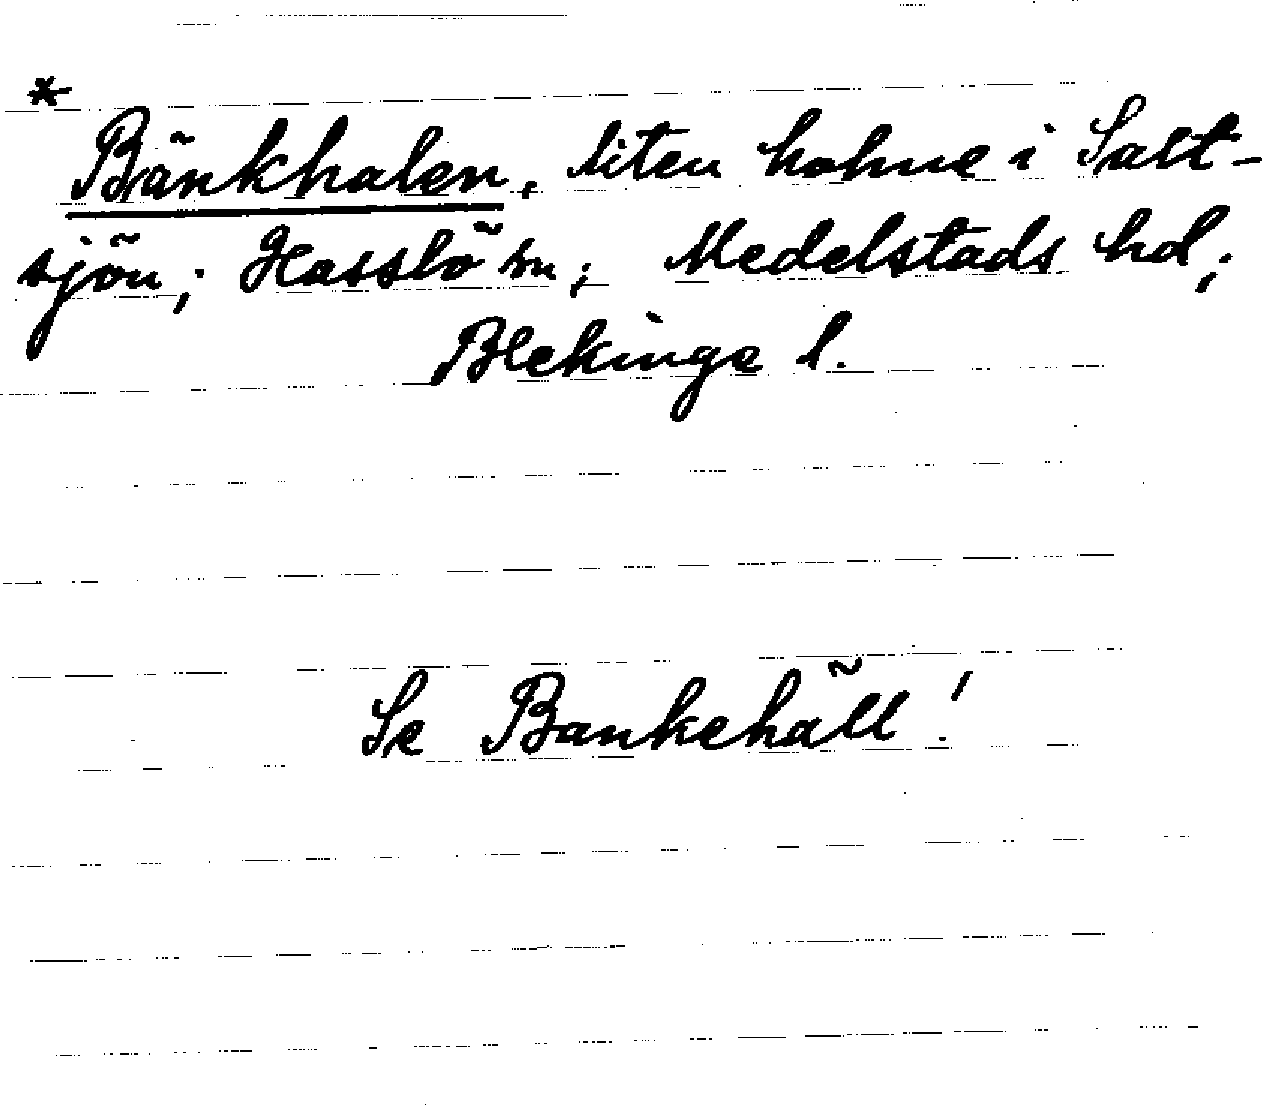 *
Bänkhalen, liten holme i Salt-
sjön; Hasslö sn; Medelstads hd;
Blekinge l.
Se Bankehäll!